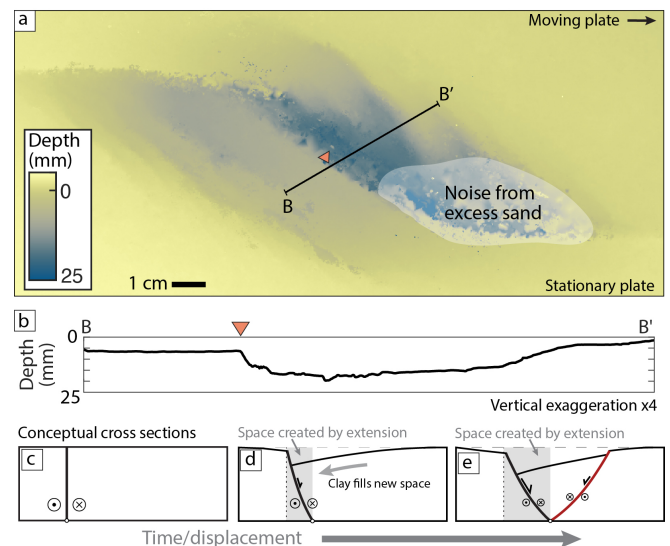 a
Moving plate
B'
Depth
(mm)
0
25
B
Noise from
excess sand
1 cm
Stationary plate
b
B
B'
0
Depth
(mm)
25
Vertical exaggeration x4
Conceptual cross sections
Space created by extension
Space created by extension
c
d
e
Clay fills new space
Time/displacement